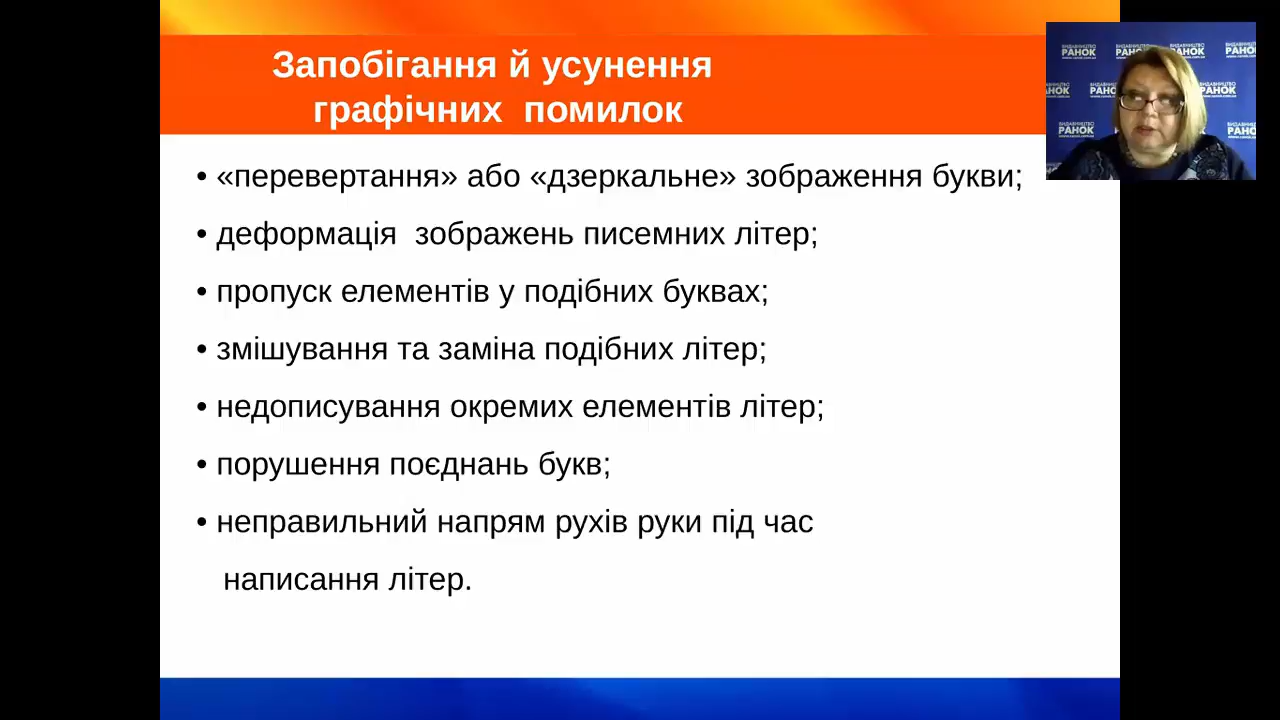 Запобігання й усунення
графічних помилок
• «перевертання» або «дзеркальне» зображення букви;
• деформація зображень писемних літер;
• пропуск елементів у подібних буквах;
• змішування та заміна подібних літер;
• недописування окремих елементів літер;
• порушення поєднань букв;
• неправильний напрям рухів руки під час
написання літер.
ВИДАВНИЦТВО
РАНОК